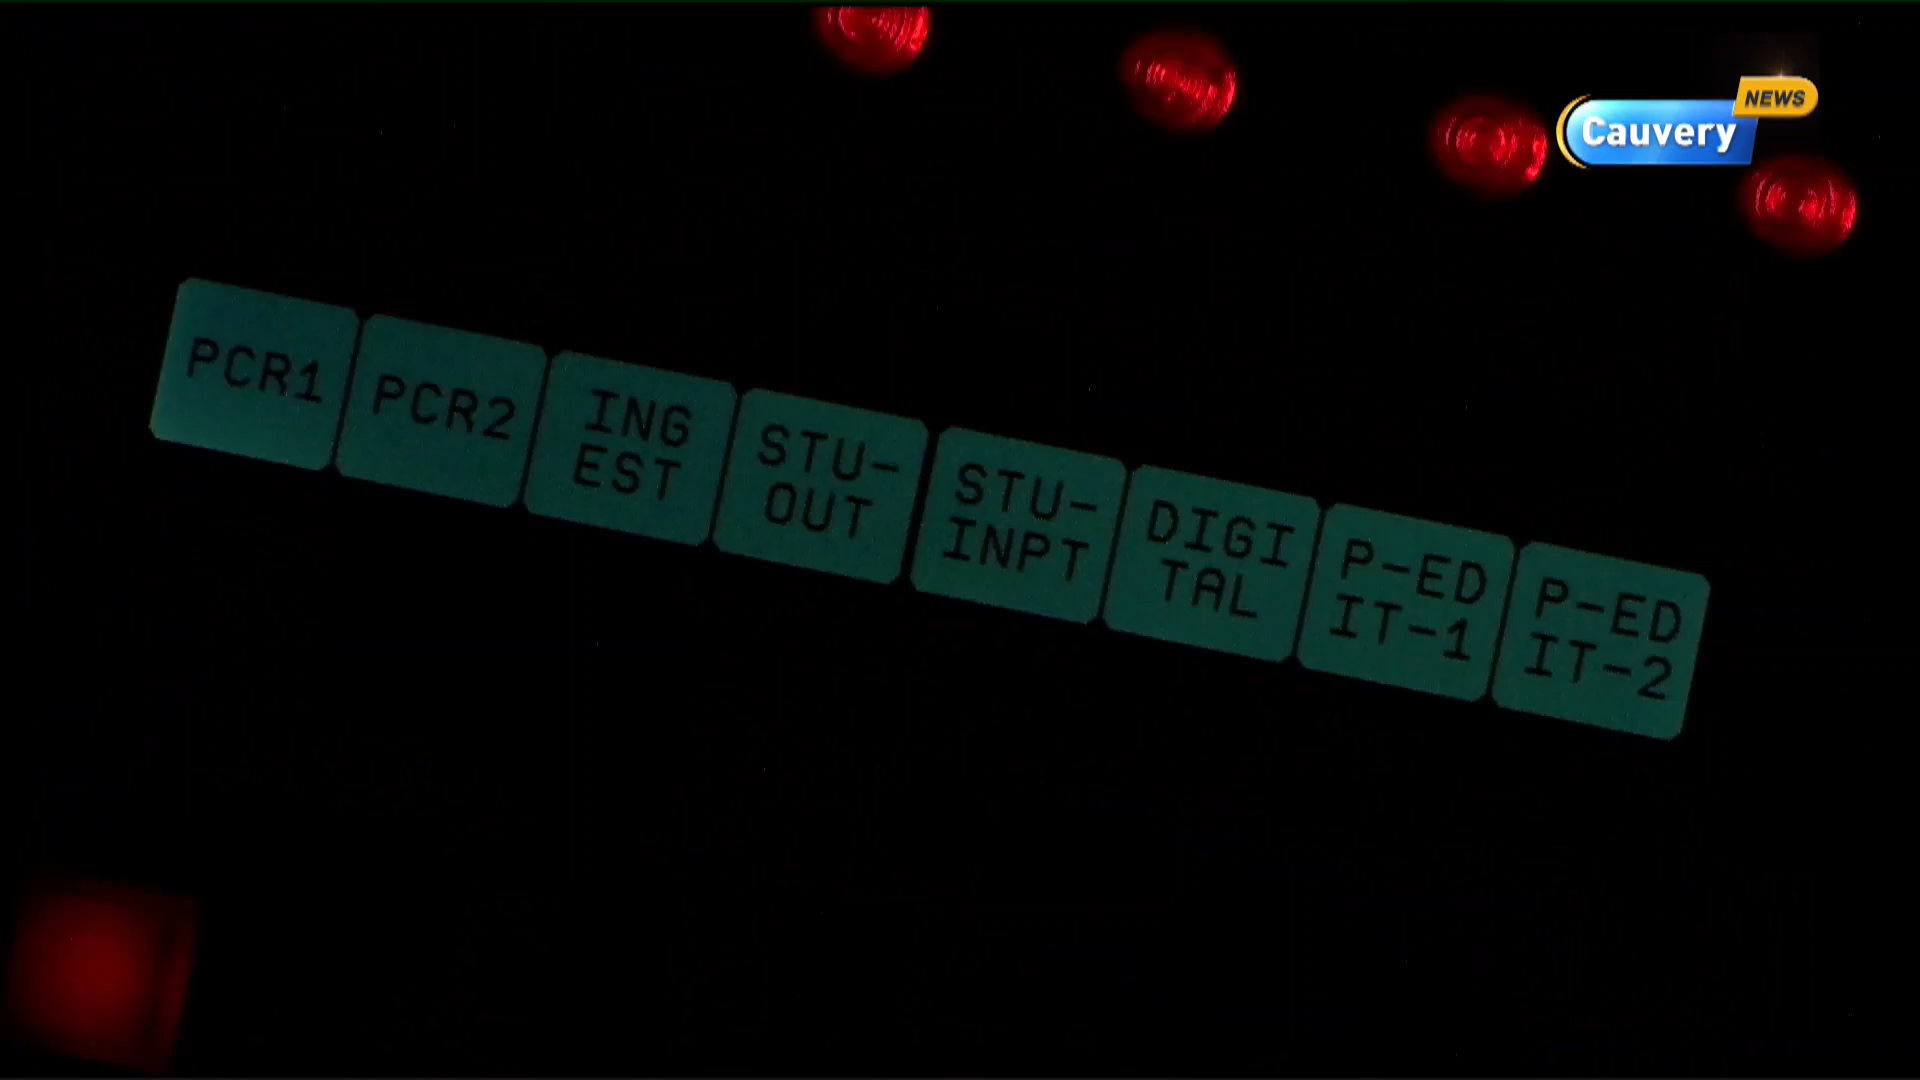 NEWS
Cauvery
PCR1
PCR2
ING
EST
STU-
OUT
STU-
INPT
DIGI
TAL
P-ED
IT-1
P-ED
IT-2